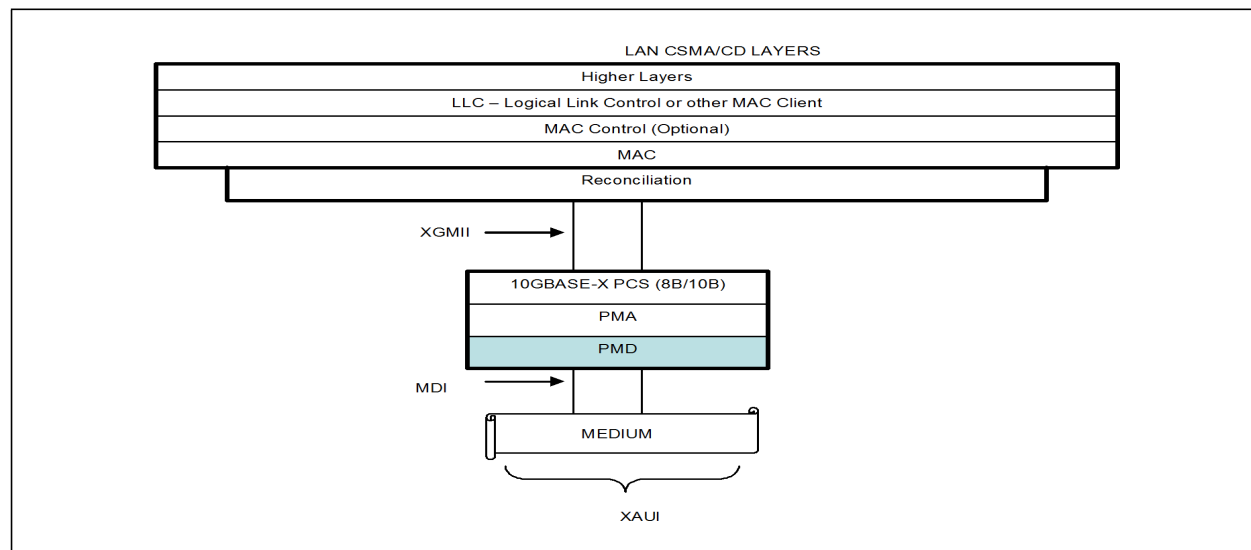 LAN CSMA/CD LAYERS
Higher Layers
LLC – Logical Link Control or other MAC Client
MAC Control (Optional)
MAC
Reconciliation
XGMII
10GBASE-X PCS (8B/10B)
PMA
PMD
MDI
MEDIUM
XAUI